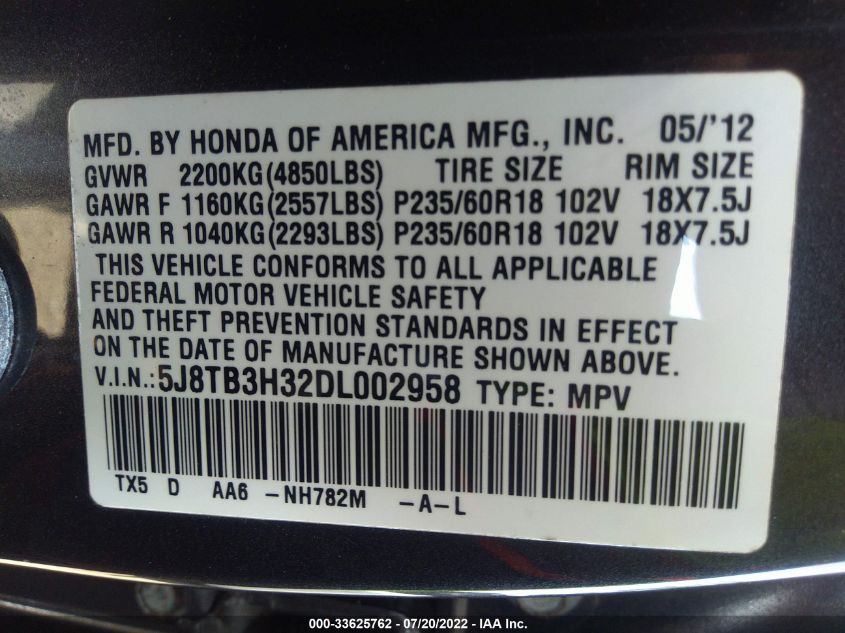 MFD. BY HONDA OF AMERICA MFG., INC. 05/'12
GVWR 2200KG(4850LBS) TIRE SIZE RIM SIZE
GAWR F 1160KG(2557LBS) P235/60R18 102V 18X7.5J
GAWR R 1040KG(2293LBS) P235/60R18 102V 18X7.5J
THIS VEHICLE CONFORMS TO ALL APPLICABLE
FEDERAL MOTOR VEHICLE SAFETY
AND THEFT PREVENTION STANDARDS IN EFFECT
ON THE DATE OF MANUFACTURE SHOWN ABOVE.
V.I.N.:5J8TB3H32DL002958 TYPE: MPV
TX5 D AA6 -NH782M -A-L
000-33625762 - 07/20/2022 - IAA Inc.